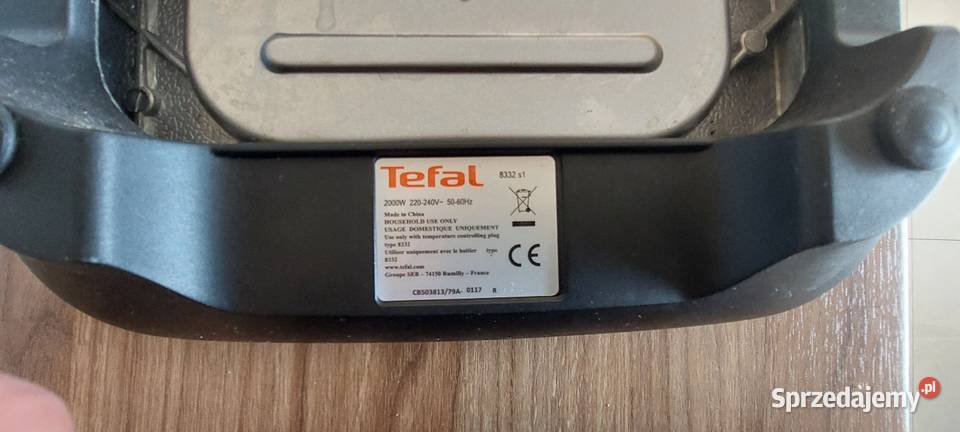 Tefal
8332 s1
2000W 220-240V~ 50-60Hz
Made in China
HOUSEHOLD USE ONLY
USAGE DOMESTIQUE UNIQUEMENT
Use only with temperature controlling plug
type 8332
Utiliser uniquement avec le boitier type
8332
www.tefal.com
Groupe SEB – 74150 Rumilly – France
CE
CB503813/79A- 0117 R
Sprzedajemy.pl